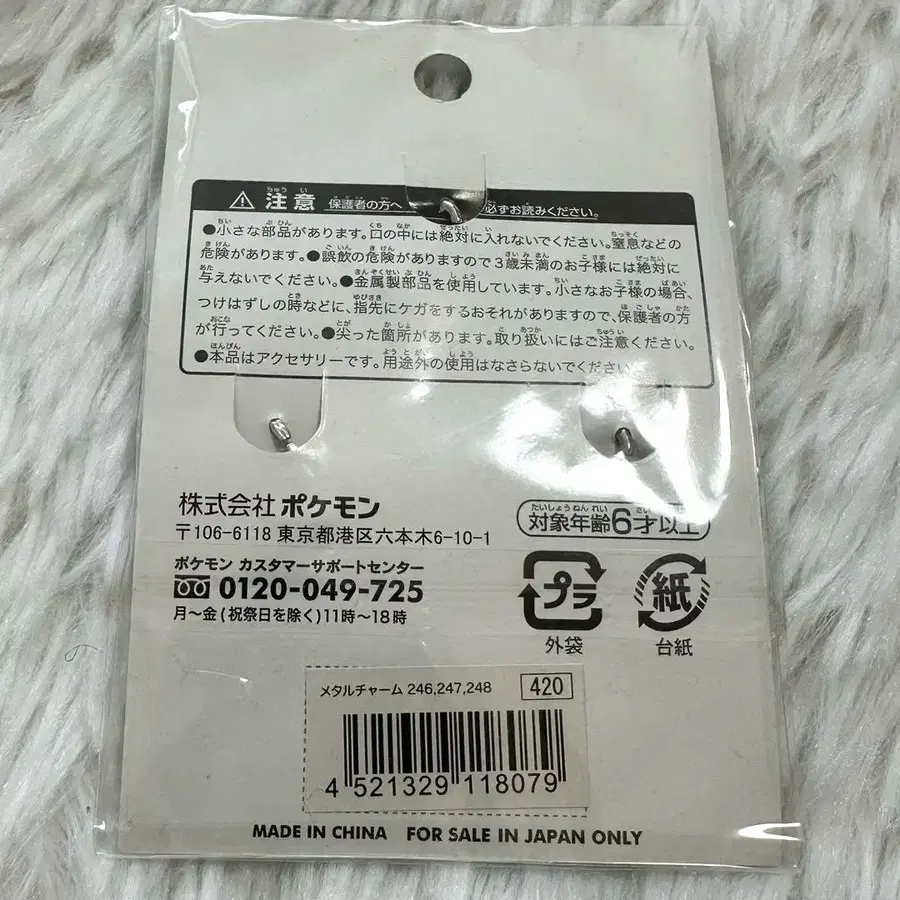 注意 保護者の方へ 必ずお読みください。
●小さな部品があります。口の中には絶対に入れないでください。窒息などの
危険があります。●誤飲の危険がありますので3歳未満のお子様には絶対に
与えないでください。●金属製部品を使用しています。小さなお子様の場合、
つけはずしの時などに、指先にケガをするおそれがありますので、保護者の方
が行ってください。●尖った箇所があります。取り扱いにはご注意ください。
●本品はアクセサリーです。用途外の使用はなさらないでください。
株式会社 ポケモン
〒106-6118 東京都港区六本木6-10-1
ポケモン カスタマーサポートセンター
0120-049-725
月〜金(祝祭日を除く)11時〜18時
対象年齢6才以上
プラ
外袋
紙
台紙
メタルチャーム 246,247,248 420
4 521329 118079
MADE IN CHINA FOR SALE IN JAPAN ONLY